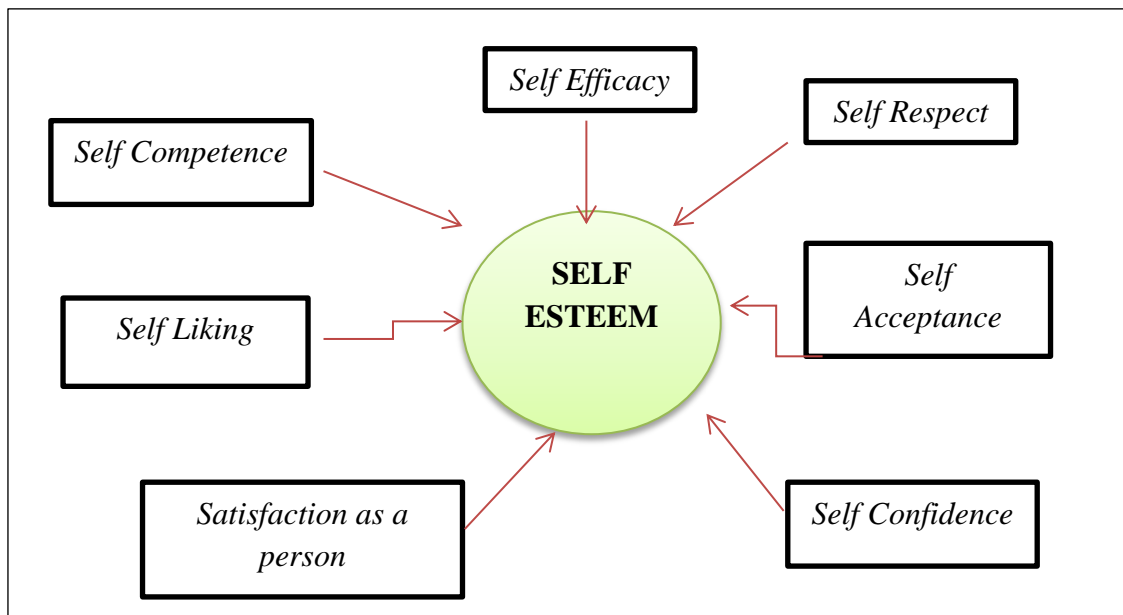 Self Efficacy
Self Respect
Self Competence
SELF
ESTEEM
Self
Acceptance
Self Liking
Satisfaction as a
person
Self Confidence